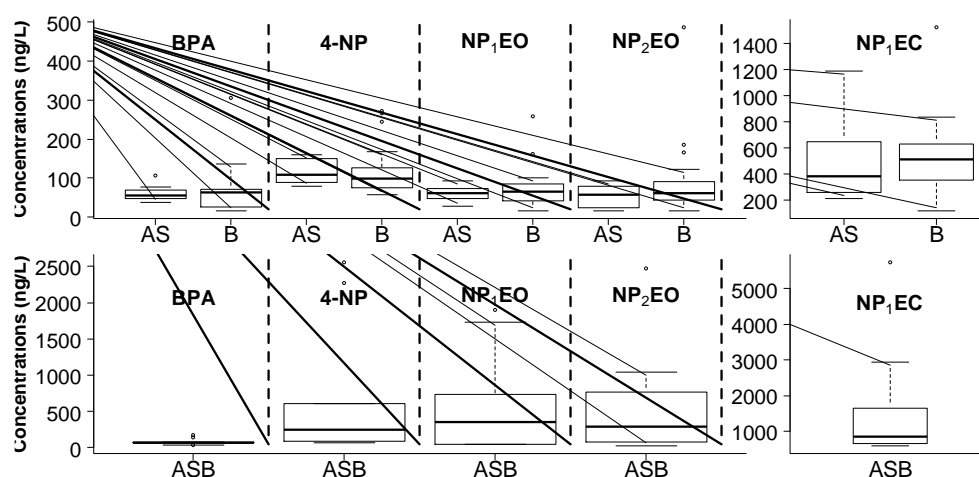 Concentrations (ng/L)
500
400
300
200
100
0
BPA
4-NP
NP₁EO
NP₂EO
AS
B
AS
B
AS
B
AS
B
1400
1200
1000
800
600
400
200
NP₁EC
AS
B
Concentrations (ng/L)
2500
2000
1500
1000
500
0
BPA
4-NP
NP₁EO
NP₂EO
ASB
ASB
ASB
ASB
5000
4000
3000
2000
1000
NP₁EC
ASB